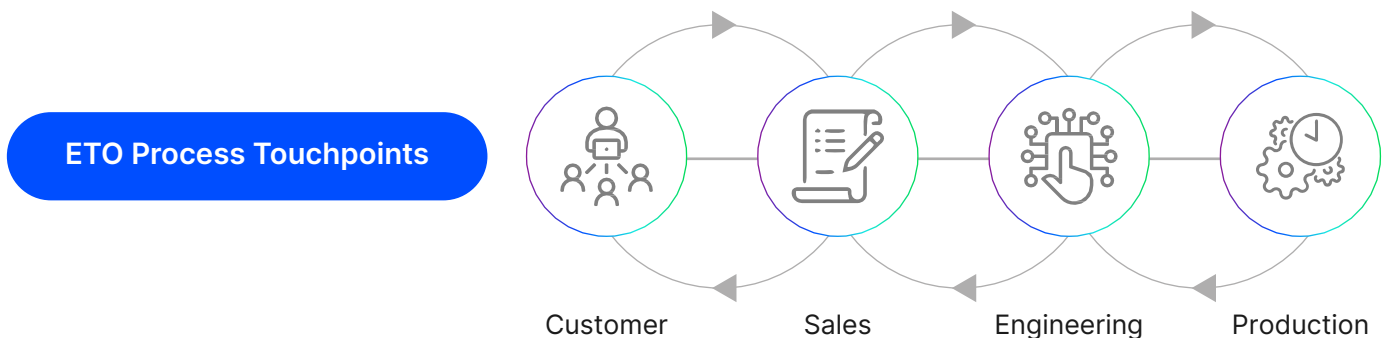 ETO Process Touchpoints
Customer
Sales
Engineering
Production